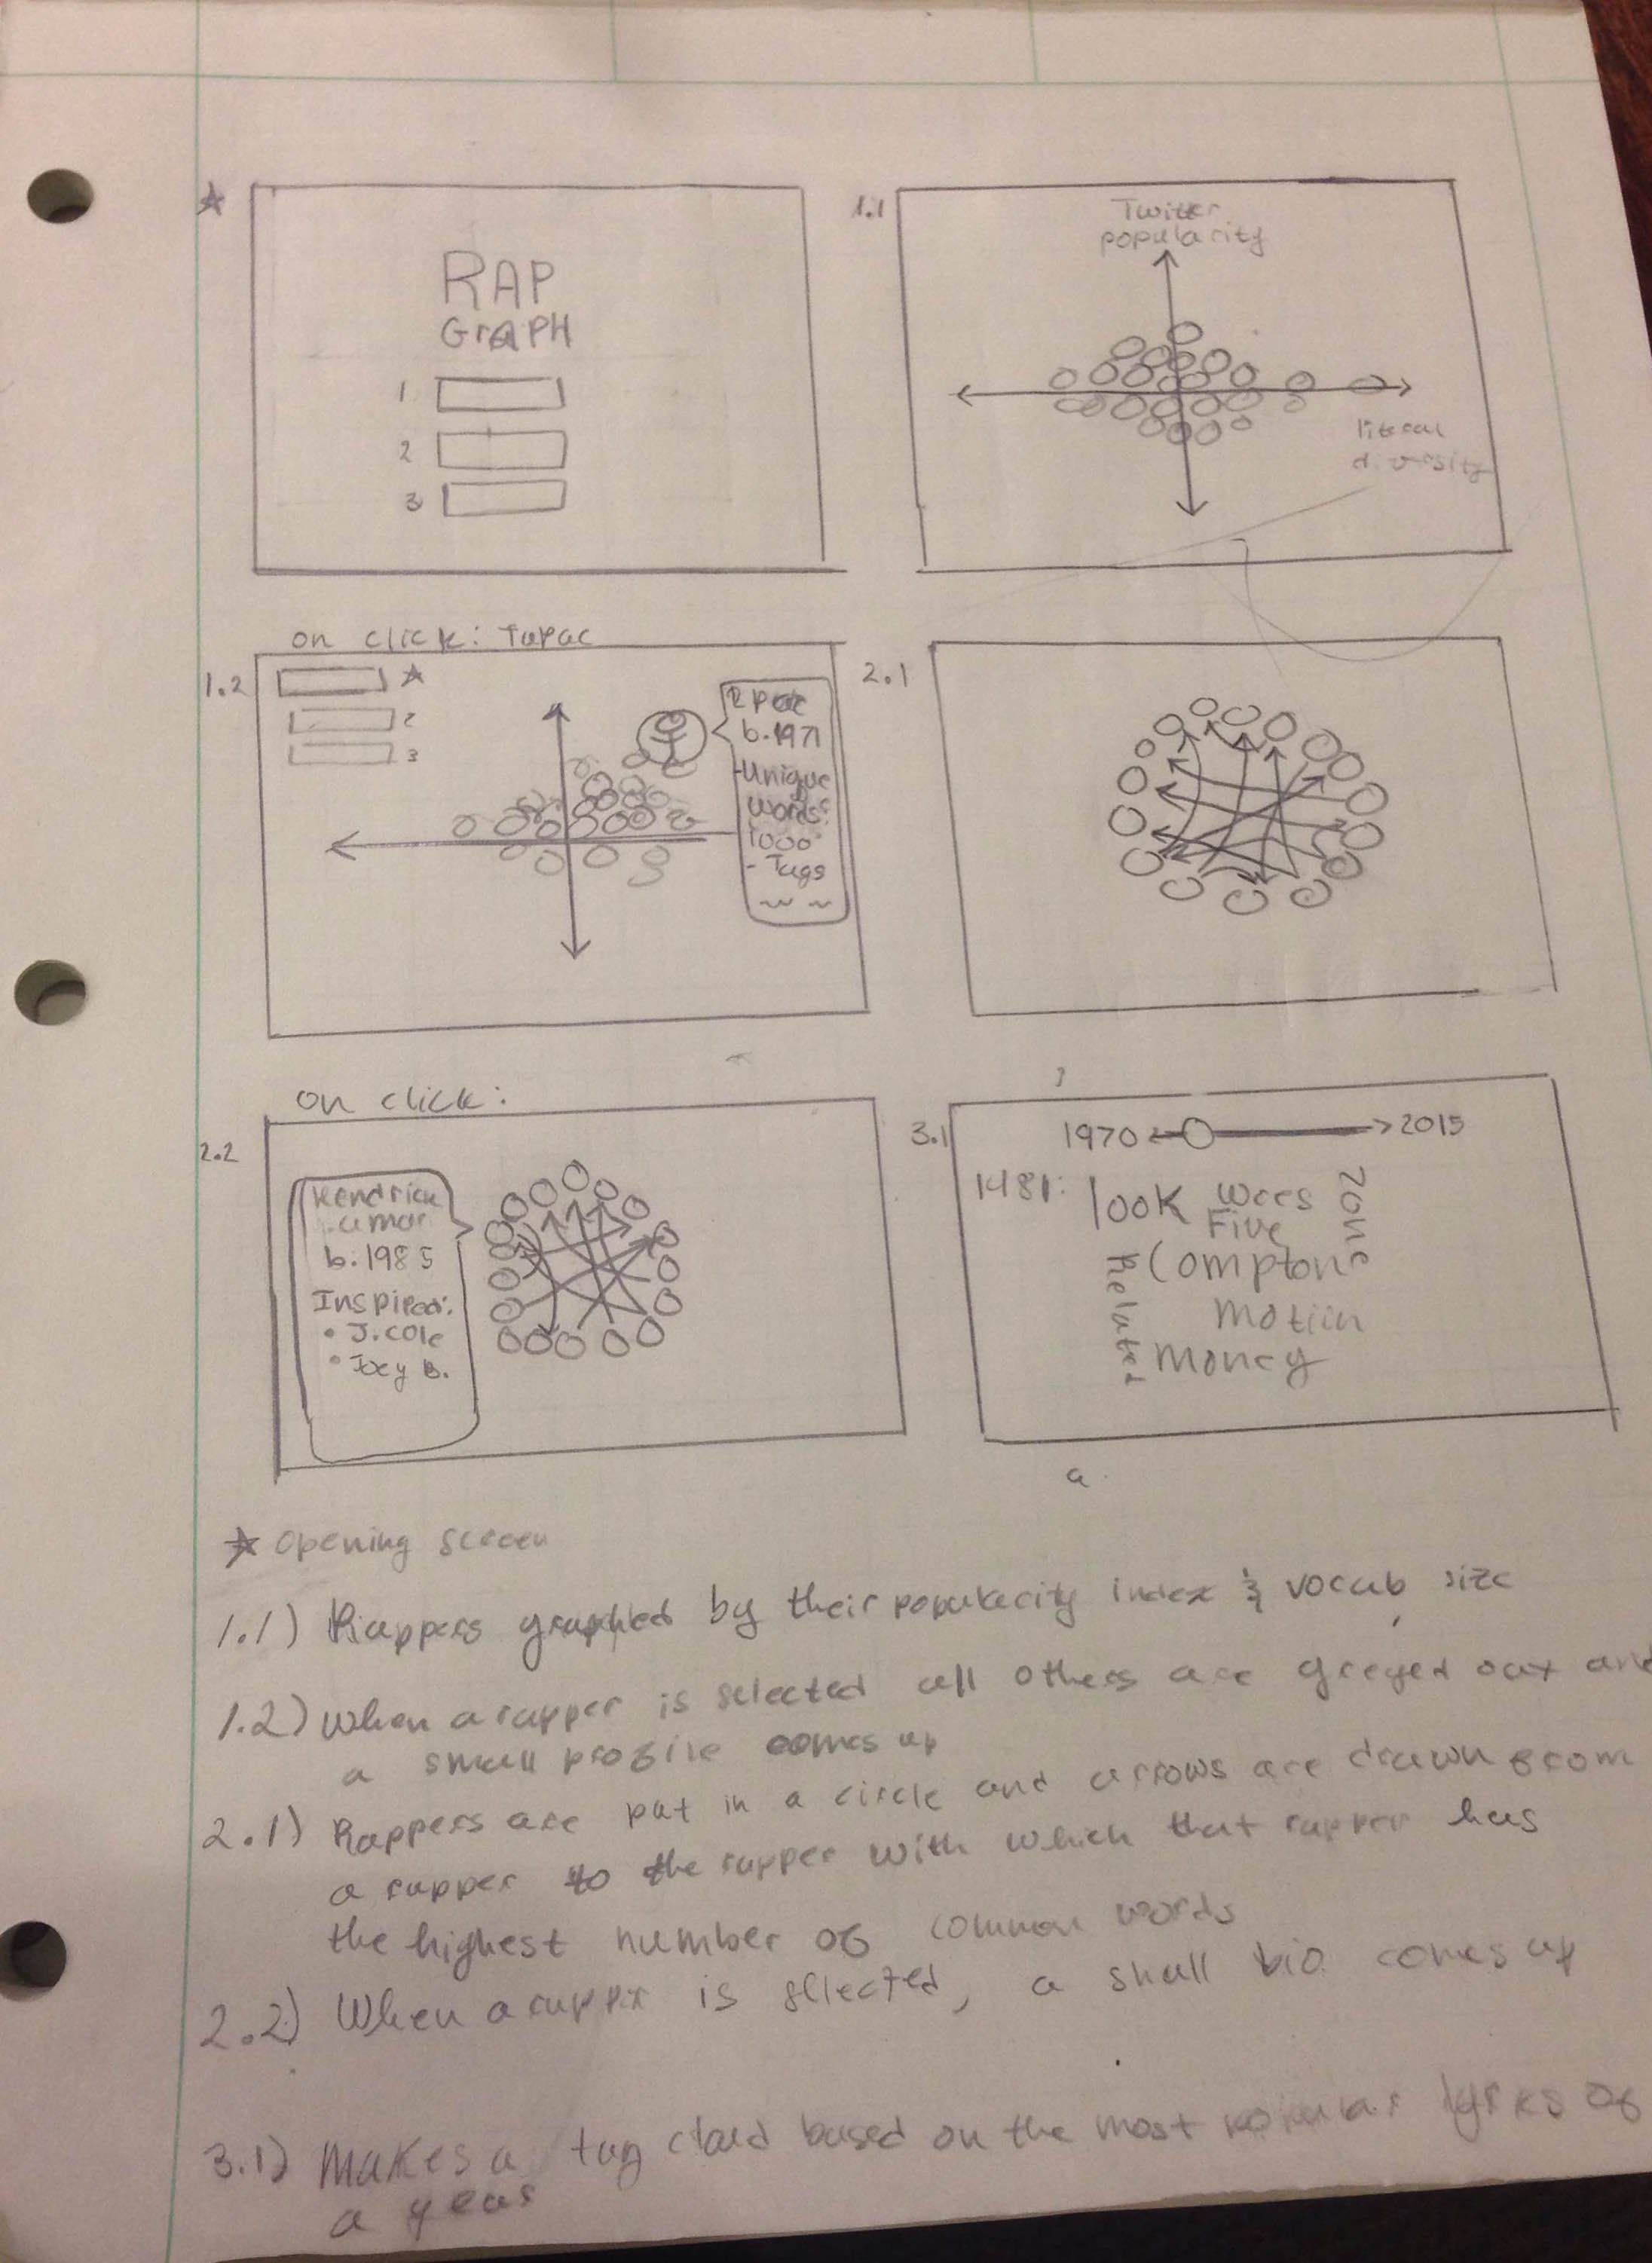 ★
RAP
GraPH
1
2
3
1.1
Twitter
popularity
literal
diversity
on click: Tupac
1.2
★
2
3
2pac
b. 1971
- Unique
words:
1000
- Tags
2.1
on click:
2.2
Kendrick
Lamar
b. 1985
Inspired:
• J. Cole
• Joey B.
3.1
1970
2015
1981:
look
Five
Zone
Compton
Related
Motion
Money
★ Opening screen
1.1) Rappers graphed by their popularity index & vocab size
1.2) When a rapper is selected all others are greyed out and
a small profile comes up
2.1) Rappers are put in a circle and arrows are drawn from
a rapper to the rapper with which that rapper has
the highest number of common words
2.2) When a rapper is selected, a small bio comes up
3.1) Makes a tag cloud based on the most popular lyrics of
a year